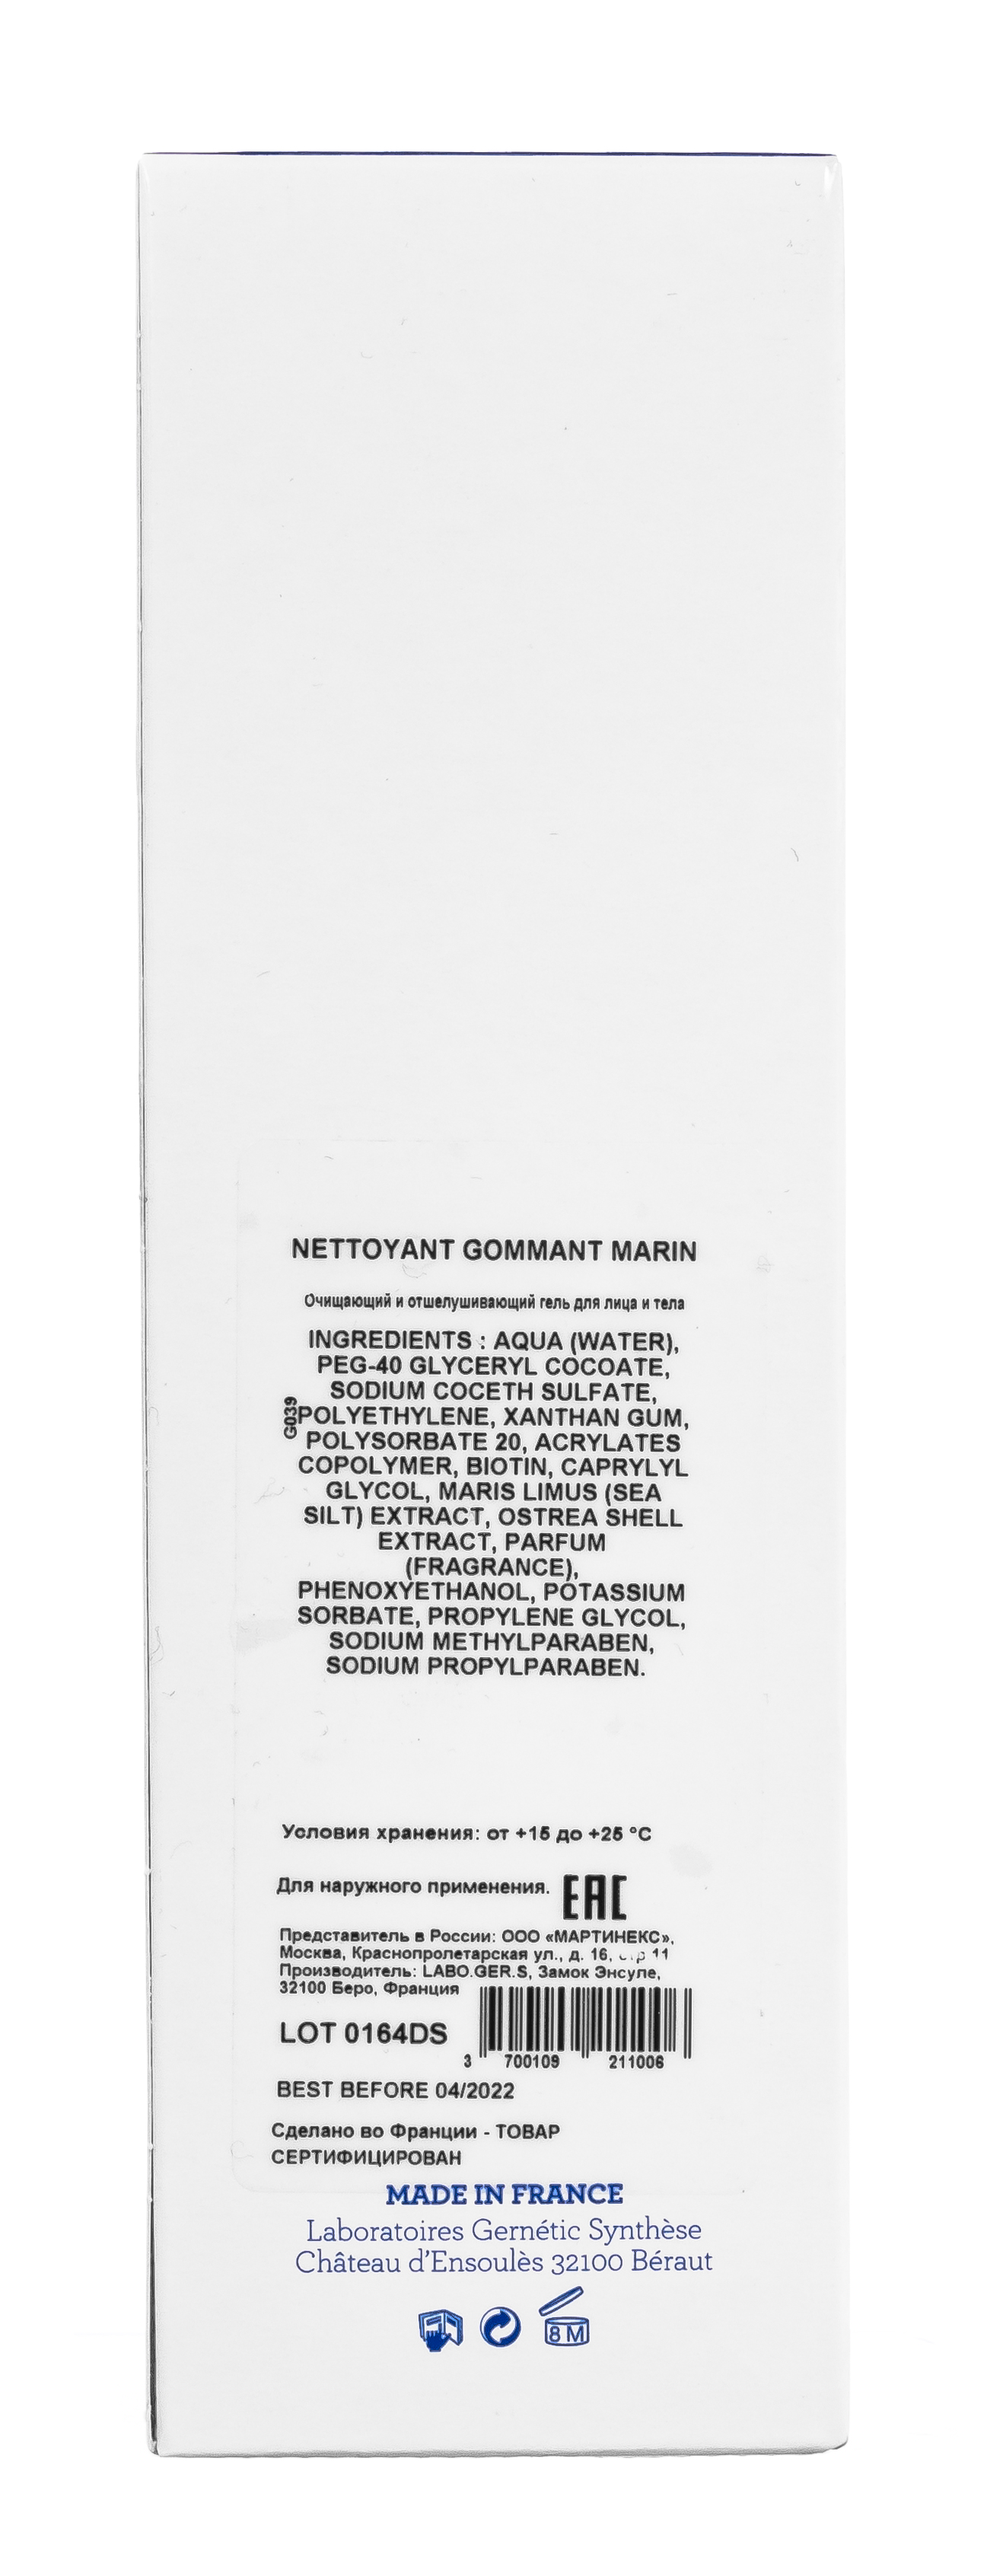 NETTOYANT GOMMANT MARIN
Очищающий и отшелушивающий гель для лица и тела
INGREDIENTS : AQUA (WATER),
PEG-40 GLYCERYL COCOATE,
SODIUM COCETH SULFATE,
G039
POLYETHYLENE, XANTHAN GUM,
POLYSORBATE 20, ACRYLATES
COPOLYMER, BIOTIN, CAPRYLYL
GLYCOL, MARIS LIMUS (SEA
SILT) EXTRACT, OSTREA SHELL
EXTRACT, PARFUM
(FRAGRANCE),
PHENOXYETHANOL, POTASSIUM
SORBATE, PROPYLENE GLYCOL,
SODIUM METHYLPARABEN,
SODIUM PROPYLPARABEN.
Условия хранения: от +15 до +25 °C
Для наружного применения. EAC
Представитель в России: ООО «МАРТИНЕКС»,
Москва, Краснопролетарская ул., д. 16, 11
Производитель: LABO.GER.S, Замок Энсуле,
32100 Беро, Франция
LOT 0164DS
3 700109 211006
BEST BEFORE 04/2022
Сделано во Франции - ТОВАР
СЕРТИФИЦИРОВАН
MADE IN FRANCE
Laboratoires Gernétic Synthèse
Château d'Ensoulès 32100 Béraut
8 M